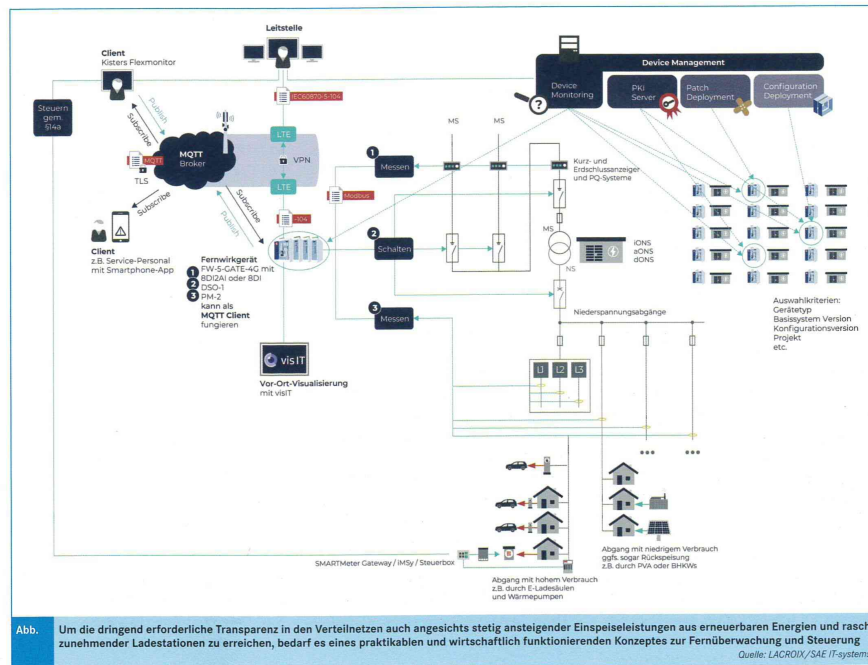 Leitstelle
Client
Kisters Flexmonitor
Steuern
gem.
§14a
Publish
Subscribe
IEC60870-5-104
LTE
VPN
LTE
MQTT
MQTT
Broker
TLS
Subscribe
Subscribe
Publish
-104
Modbus
Client
z.B. Service-Personal
mit Smartphone-App
Fernwirkgerät
1 FW-5-GATE-4G mit
8DI2AI oder 8DI
2 DSO-1
3 PM-2
kann als
MQTT Client
fungieren
vis IT
Vor-Ort-Visualisierung
mit visIT
1
Messen
2
Schalten
3
Messen
MS
MS
Kurz- und
Erdschlussanzeiger
und PQ-Systeme
MS
NS
iONS
aONS
dONS
Niederspannungsabgänge
L1
L2
L3
Device Management
Device
Monitoring
PKI
Server
Patch
Deployment
Configuration
Deployment
?
Auswahlkriterien:
Gerätetyp
Basissystem Version
Konfigurationsversion
Projekt
etc.
SMARTMeter Gateway / iMSy / Steuerbox
Abgang mit hohem Verbrauch
z.B. durch E-Ladesäulen
und Wärmepumpen
Abgang mit niedrigem Verbrauch
ggfs. sogar Rückspeisung
z.B. durch PVA oder BHKWs
Abb.
Um die dringend erforderliche Transparenz in den Verteilnetzen auch angesichts stetig ansteigender Einspeiseleistungen aus erneuerbaren Energien und rasch
zunehmender Ladestationen zu erreichen, bedarf es eines praktikablen und wirtschaftlich funktionierenden Konzeptes zur Fernüberwachung und Steuerung
Quelle: LACROIX/SAE IT-systems